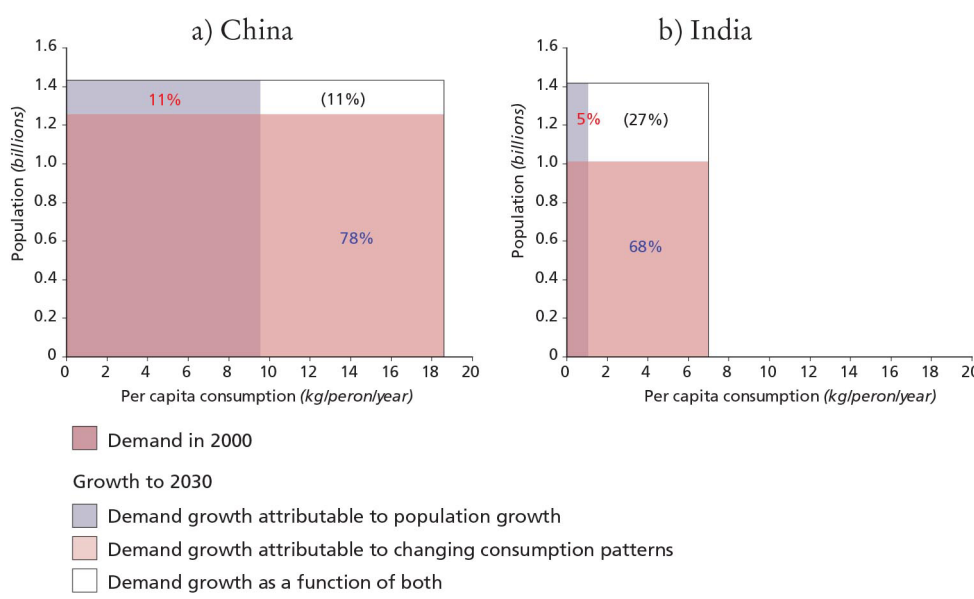 a) China
b) India
1.6
1.4
1.2
1.0
0.8
0.6
0.4
0.2
0
Population (billions)
11%
(11%)
78%
0 2 4 6 8 10 12 14 16 18 20
Per capita consumption (kg/peron/year)
1.6
1.4
1.2
1.0
0.8
0.6
0.4
0.2
0
Population (billions)
5%
(27%)
68%
0 2 4 6 8 10 12 14 16 18 20
Per capita consumption (kg/peron/year)
Demand in 2000
Growth to 2030
Demand growth attributable to population growth
Demand growth attributable to changing consumption patterns
Demand growth as a function of both